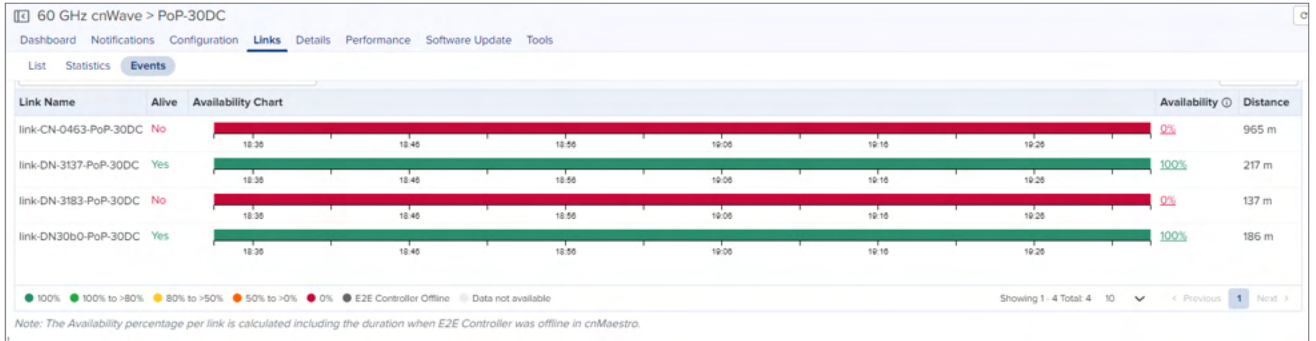 60 GHz cnWave > PoP-30DC
Dashboard Notifications Configuration Links Details Performance Software Update Tools
List Statistics Events
Link Name Alive Availability Chart Availability Distance
link-CN-0463-PoP-30DC No 0% 965 m
18:36 18:46 18:56 19:06 19:16 19:26
link-DN-3137-PoP-30DC Yes 100% 217 m
18:36 18:46 18:56 19:06 19:16 19:26
link-DN-3183-PoP-30DC No 0% 137 m
18:36 18:46 18:56 19:06 19:16 19:26
link-DN30b0-PoP-30DC Yes 100% 186 m
18:36 18:46 18:56 19:06 19:16 19:26
100% 100% to >80% 80% to >50% 50% to >0% 0% E2E Controller Offline Data not available Showing 1 - 4 Total: 4 10 < Previous 1 Next >
Note: The Availability percentage per link is calculated including the duration when E2E Controller was offline in cnMaestro.